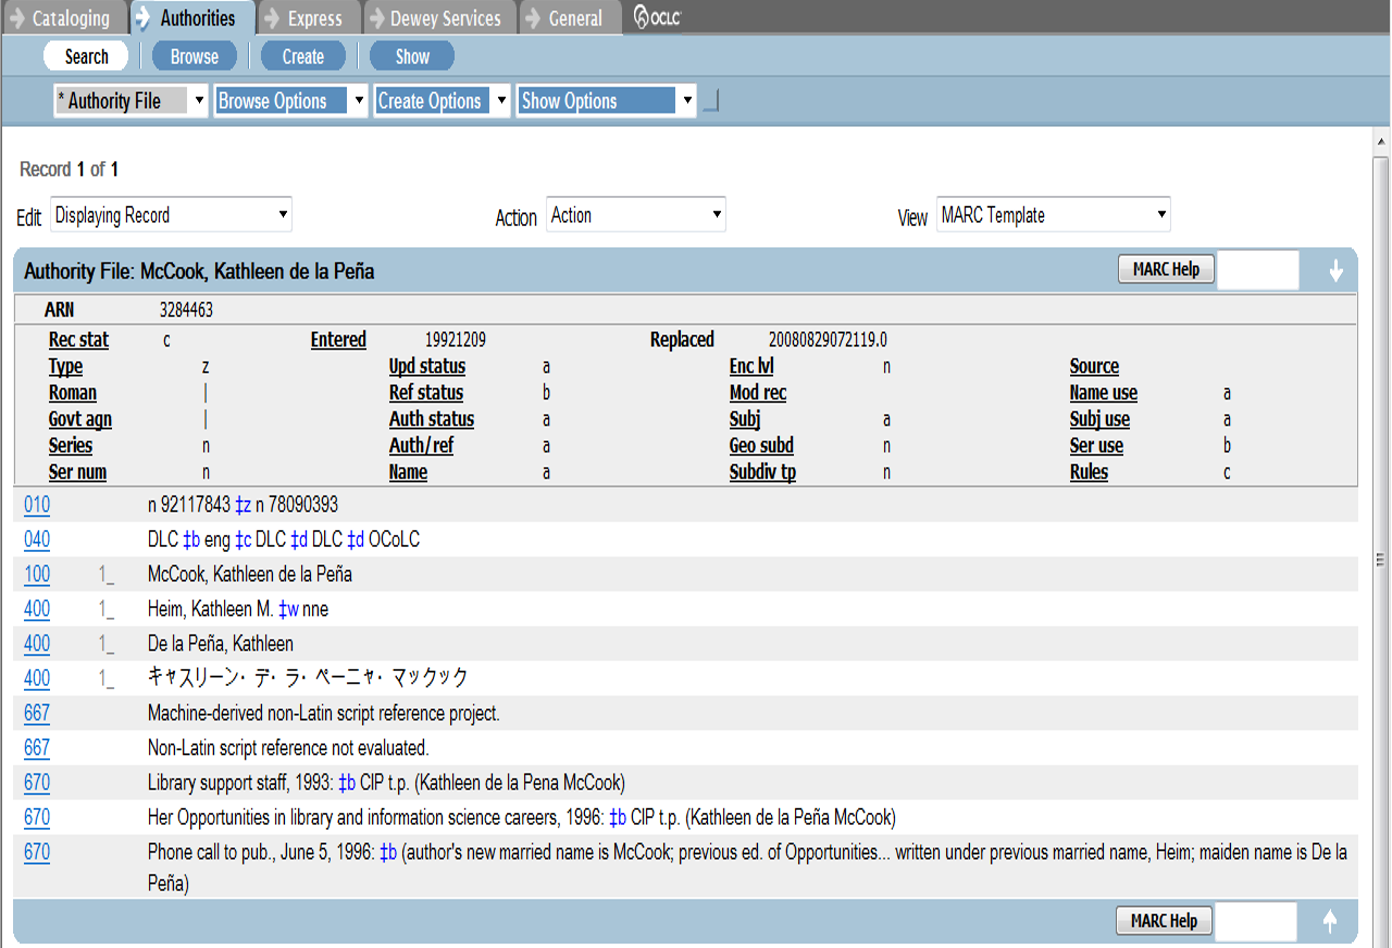 Cataloging Authorities Express Dewey Services General OCLC
Search Browse Create Show
* Authority File Browse Options Create Options Show Options
Record 1 of 1
Edit Displaying Record Action Action View MARC Template
Authority File: McCook, Kathleen de la Peña MARC Help
ARN 3284463
Rec stat c Entered 19921209 Replaced 20080829072119.0
Type z Upd status a Enc lvl n Source
Roman | Ref status b Mod rec Name use a
Govt agn | Auth status a Subj a Subj use a
Series n Auth/ref a Geo subd n Ser use b
Ser num n Name a Subdiv tp n Rules c
010 n 92117843 ‡z n 78090393
040 DLC ‡b eng ‡c DLC ‡d DLC ‡d OCoLC
100 1_ McCook, Kathleen de la Peña
400 1_ Heim, Kathleen M. ‡w nne
400 1_ De la Peña, Kathleen
400 1_ キャスリーン・デ・ラ・ペーニャ・マックック
667 Machine-derived non-Latin script reference project.
667 Non-Latin script reference not evaluated.
670 Library support staff, 1993: ‡b CIP t.p. (Kathleen de la Pena McCook)
670 Her Opportunities in library and information science careers, 1996: ‡b CIP t.p. (Kathleen de la Peña McCook)
670 Phone call to pub., June 5, 1996: ‡b (author's new married name is McCook; previous ed. of Opportunities... written under previous married name, Heim; maiden name is De la
Peña)
MARC Help